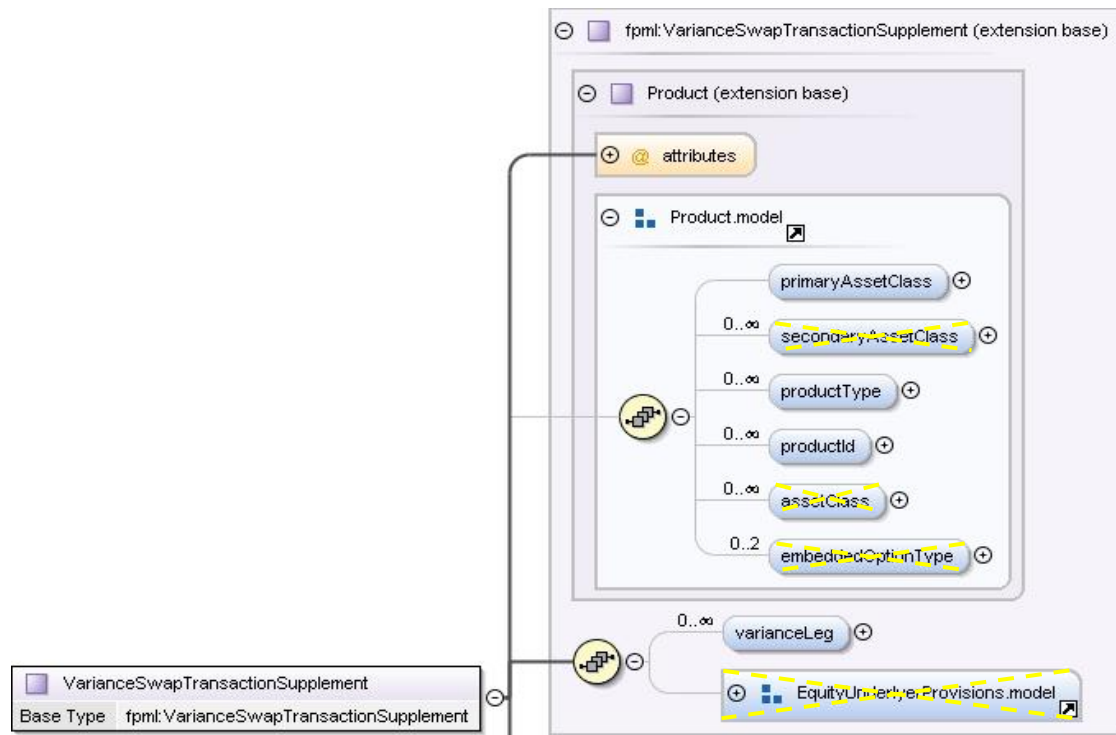 fpml:VarianceSwapTransactionSupplement (extension base)
Product (extension base)
@ attributes
Product.model
primaryAssetClass
0..∞
secondaryAssetClass
0..∞
productType
0..∞
productId
0..∞
assetClass
0..2
embeddedOptionType
0..∞
varianceLeg
EquityUnderlyerProvisions.model
VarianceSwapTransactionSupplement
Base Type fpml:VarianceSwapTransactionSupplement